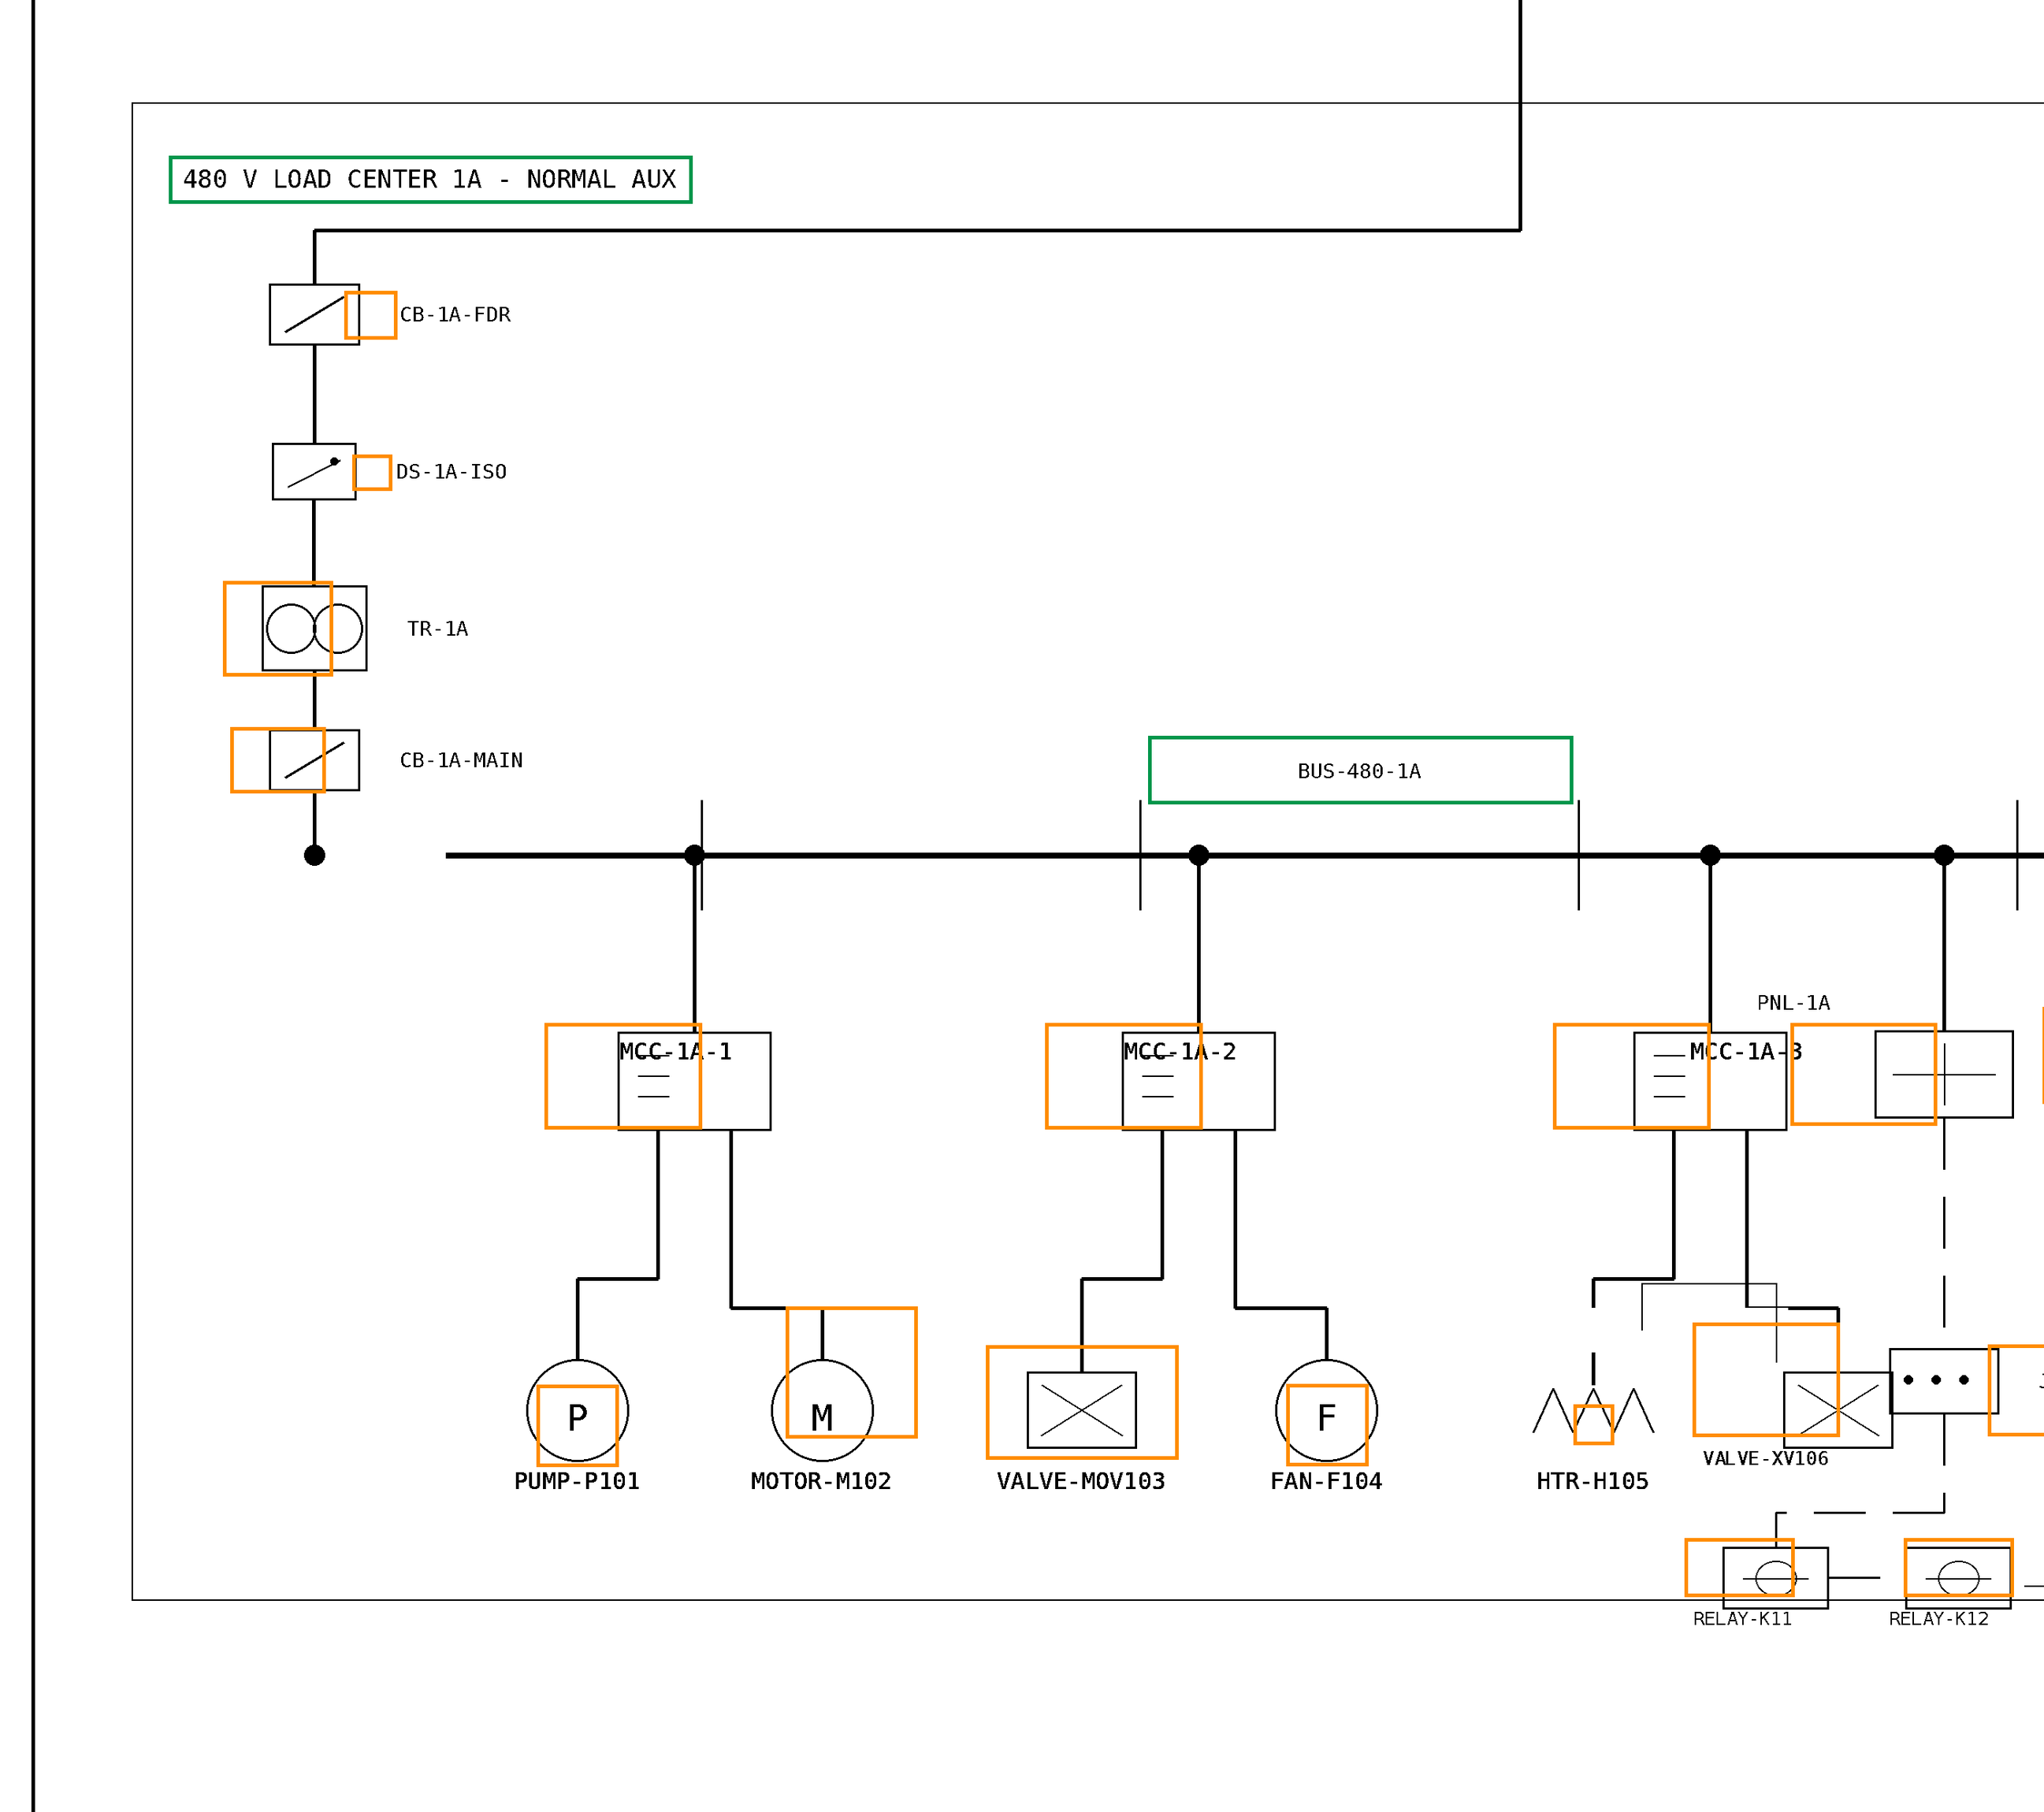 480 V LOAD CENTER 1A - NORMAL AUX
CB-1A-FDR
DS-1A-ISO
TR-1A
CB-1A-MAIN
BUS-480-1A
PNL-1A
MCC-1A-1
MCC-1A-2
MCC-1A-3
P
M
F
PUMP-P101
MOTOR-M102
VALVE-MOV103
FAN-F104
HTR-H105
VALVE-XV106
RELAY-K11
RELAY-K12